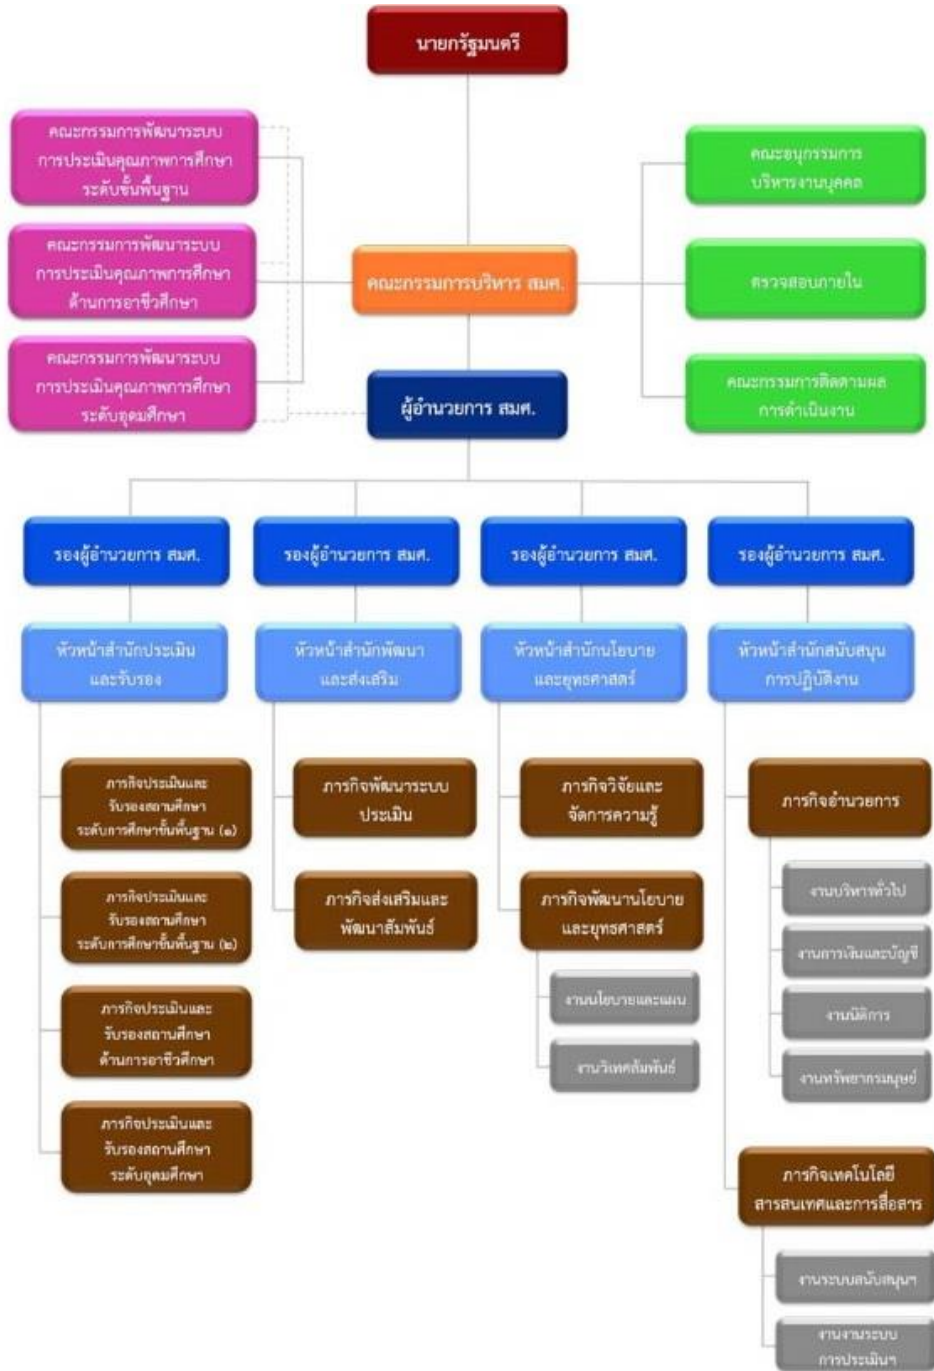 นายกรัฐมนตรี
คณะกรรมการพัฒนาระบบ
การประเมินคุณภาพการศึกษา
ระดับขั้นพื้นฐาน
คณะกรรมการพัฒนาระบบ
การประเมินคุณภาพการศึกษา
ด้านการอาชีวศึกษา
คณะกรรมการพัฒนาระบบ
การประเมินคุณภาพการศึกษา
ระดับอุดมศึกษา
คณะอนุกรรมการ
บริหารงานบุคคล
คณะกรรมการบริหาร สมศ.
ตรวจสอบภายใน
คณะกรรมการติดตามผล
การดำเนินงาน
ผู้อำนวยการ สมศ.
รองผู้อำนวยการ สมศ.
รองผู้อำนวยการ สมศ.
รองผู้อำนวยการ สมศ.
รองผู้อำนวยการ สมศ.
หัวหน้าสำนักประเมิน
และรับรอง
หัวหน้าสำนักพัฒนา
และส่งเสริม
หัวหน้าสำนักนโยบาย
และยุทธศาสตร์
หัวหน้าสำนักสนับสนุน
การปฏิบัติงาน
ภารกิจประเมินและ
รับรองสถานศึกษา
ระดับการศึกษาขั้นพื้นฐาน (๑)
ภารกิจประเมินและ
รับรองสถานศึกษา
ระดับการศึกษาขั้นพื้นฐาน (๒)
ภารกิจประเมินและ
รับรองสถานศึกษา
ด้านการอาชีวศึกษา
ภารกิจประเมินและ
รับรองสถานศึกษา
ระดับอุดมศึกษา
ภารกิจพัฒนาระบบ
ประเมิน
ภารกิจส่งเสริมและ
พัฒนาสัมพันธ์
ภารกิจวิจัยและ
จัดการความรู้
ภารกิจพัฒนานโยบาย
และยุทธศาสตร์
งานนโยบายและแผน
งานวิเทศสัมพันธ์
ภารกิจอำนวยการ
งานบริหารทั่วไป
งานการเงินและบัญชี
งานนิติการ
งานทรัพยากรมนุษย์
ภารกิจเทคโนโลยี
สารสนเทศและการสื่อสาร
งานระบบสนับสนุนฯ
งานงานระบบ
การประเมินฯ